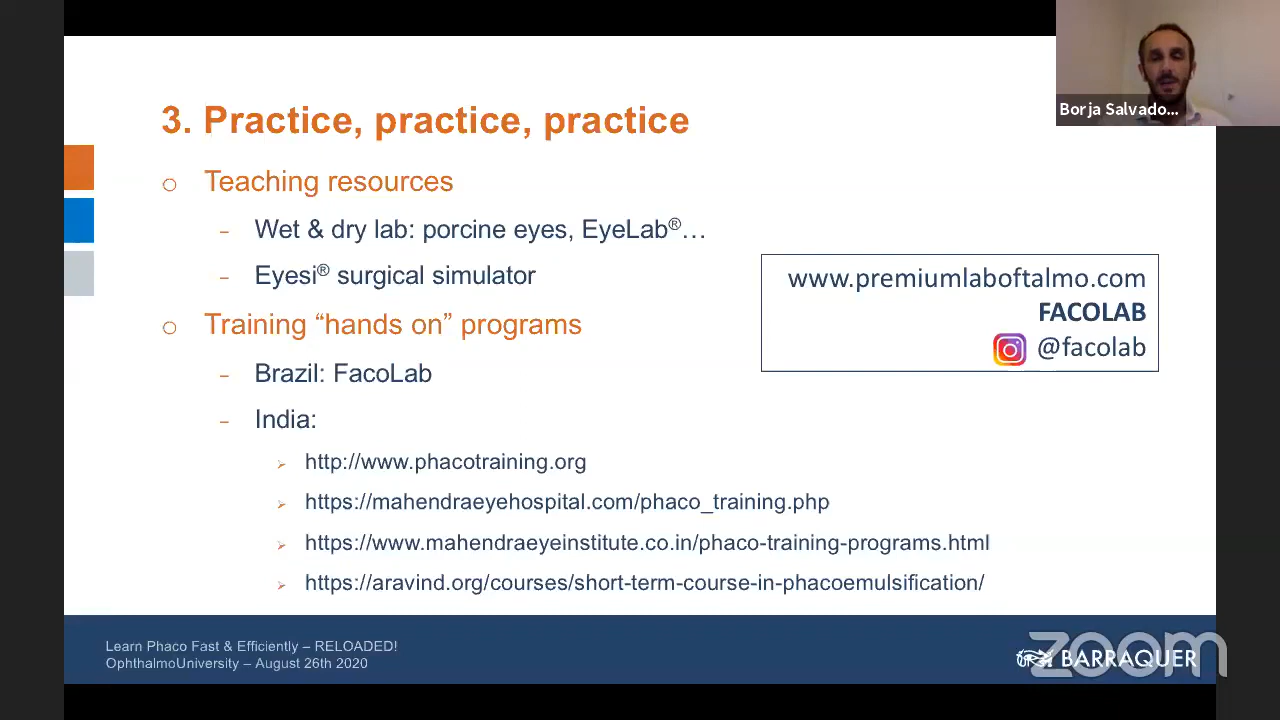 Borja Salvado...
3. Practice, practice, practice
o Teaching resources
– Wet & dry lab: porcine eyes, EyeLab®…
– Eyesi® surgical simulator
o Training “hands on” programs
– Brazil: FacoLab
– India:
http://www.phacotraining.org
https://mahendraeyehospital.com/phaco_training.php
https://www.mahendraeyeinstitute.co.in/phaco-training-programs.html
https://aravind.org/courses/short-term-course-in-phacoemulsification/
www.premiumlaboftalmo.com
FACOLAB
@facolab
Learn Phaco Fast & Efficiently – RELOADED!
OphthalmoUniversity – August 26th 2020
BARRAQUER
zoom